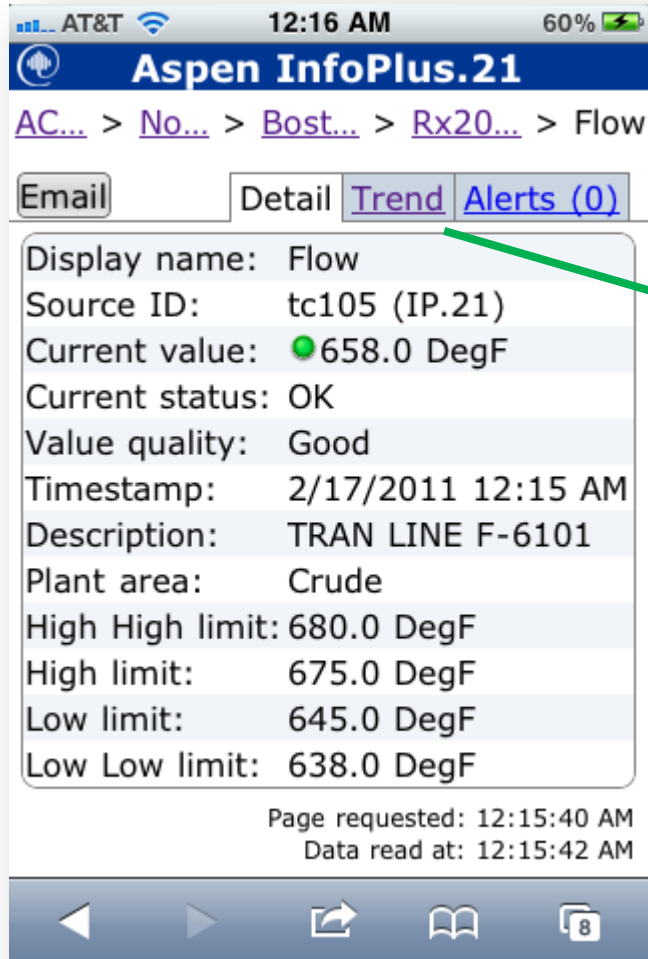 AT&T 12:16 AM 60%
Aspen InfoPlus.21
AC... > No... > Bost... > Rx20... > Flow
Email Detail Trend Alerts (0)
Display name: Flow
Source ID: tc105 (IP.21)
Current value: 658.0 DegF
Current status: OK
Value quality: Good
Timestamp: 2/17/2011 12:15 AM
Description: TRAN LINE F-6101
Plant area: Crude
High High limit: 680.0 DegF
High limit: 675.0 DegF
Low limit: 645.0 DegF
Low Low limit: 638.0 DegF
Page requested: 12:15:40 AM
Data read at: 12:15:42 AM
8